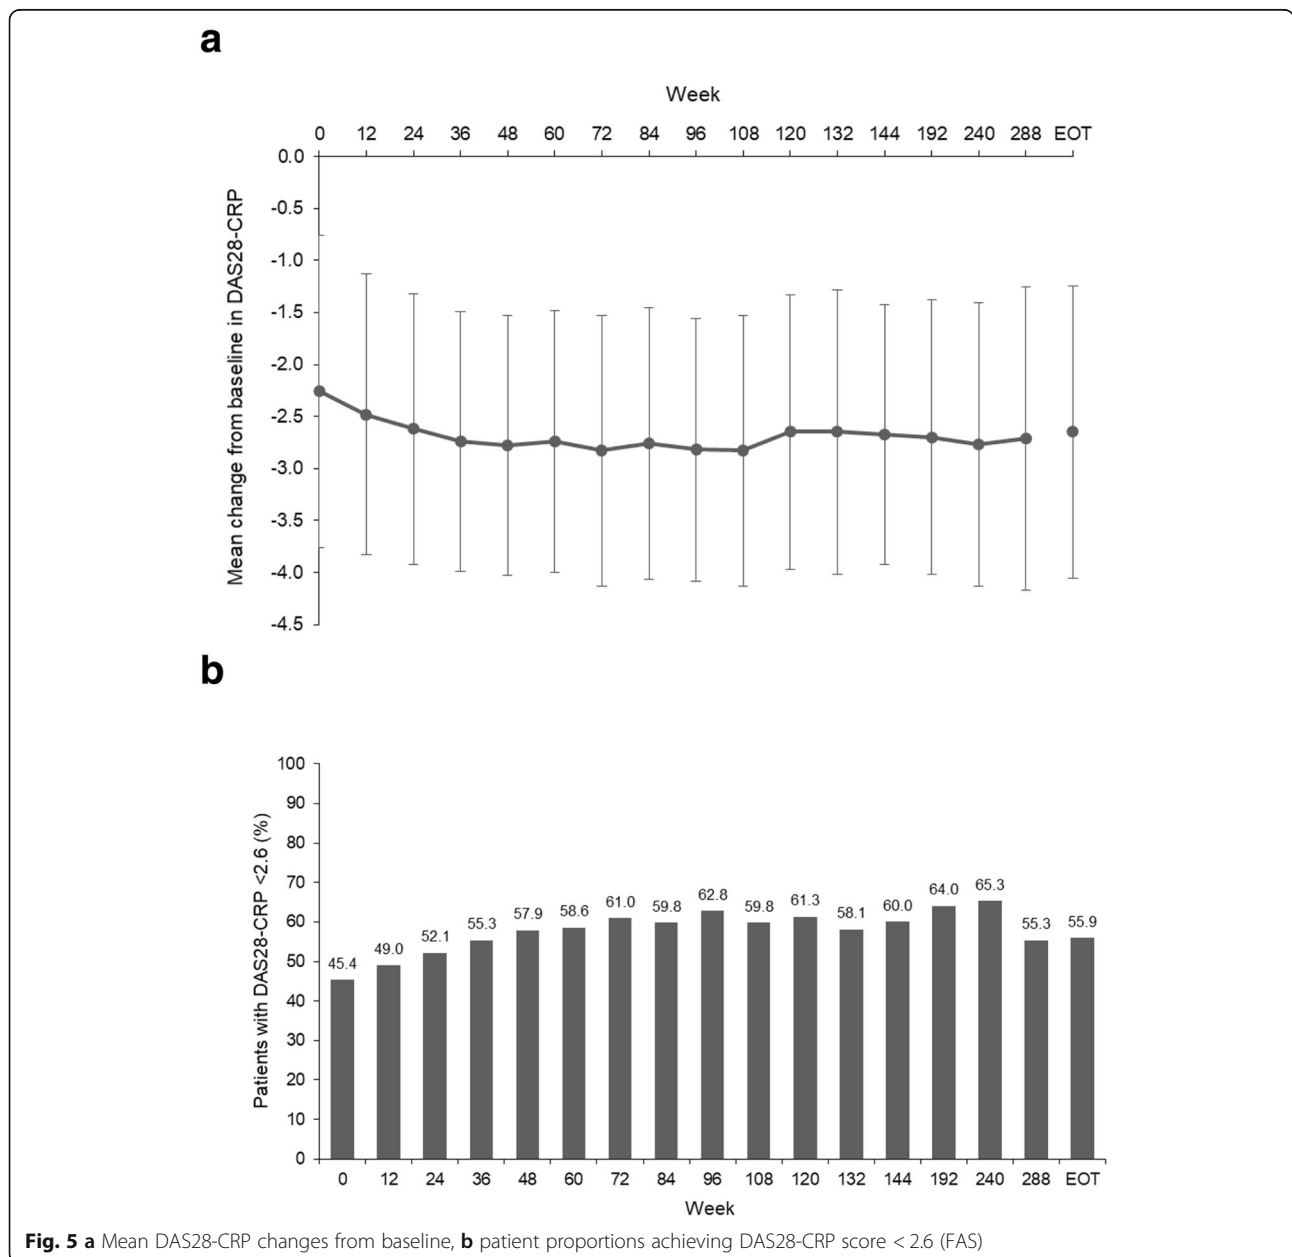 a
Week
0 12 24 36 48 60 72 84 96 108 120 132 144 192 240 288 EOT
Mean change from baseline in DAS28-CRP
0.0
-0.5
-1.0
-1.5
-2.0
-2.5
-3.0
-3.5
-4.0
-4.5
b
Patients with DAS28-CRP <2.6 (%)
100
90
80
70
60
50
40
30
20
10
0
45.4 49.0 52.1 55.3 57.9 58.6 61.0 59.8 62.8 59.8 61.3 58.1 60.0 64.0 65.3 55.3 55.9
0 12 24 36 48 60 72 84 96 108 120 132 144 192 240 288 EOT
Week
Fig. 5 a Mean DAS28-CRP changes from baseline, b patient proportions achieving DAS28-CRP score < 2.6 (FAS)